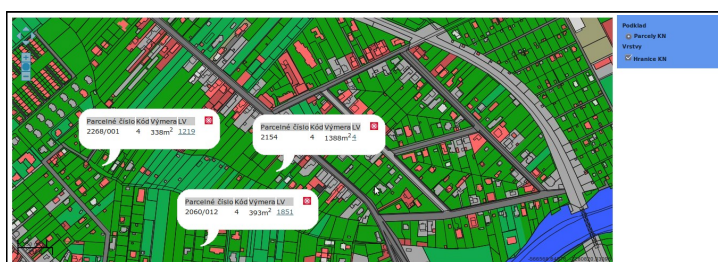 Podklad
Parcely KN
Vrstvy
Hranice KN
Parcelné číslo Kód Výmera LV
2268/001 4 338m² 1219
Parcelné číslo Kód Výmera LV
2154 4 1388m² 4
Parcelné číslo Kód Výmera LV
2060/012 4 393m² 1851